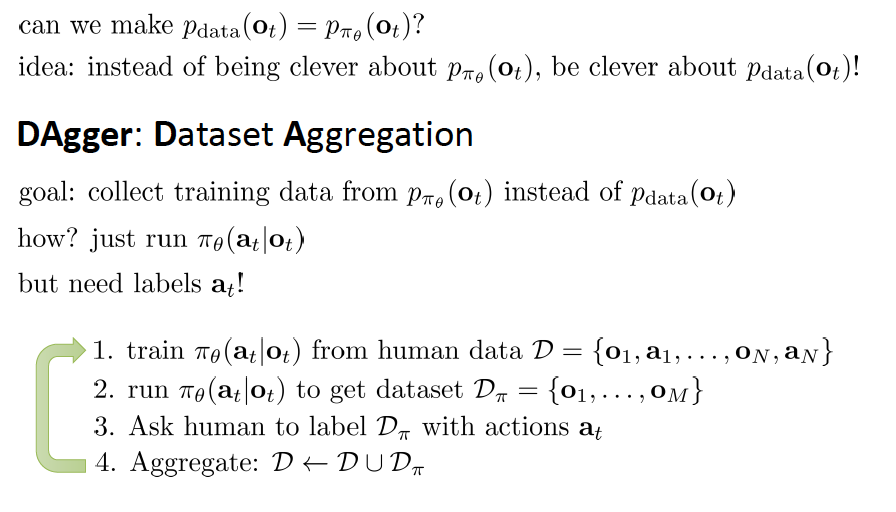 can we make p_data(o_t) = p_πθ(o_t)?
idea: instead of being clever about p_πθ(o_t), be clever about p_data(o_t)!
DAgger: Dataset Aggregation
goal: collect training data from p_πθ(o_t) instead of p_data(o_t)
how? just run πθ(a_t|o_t)
but need labels a_t!
1. train πθ(a_t|o_t) from human data 𝒟 = {o_1, a_1, . . . , o_N, a_N}
2. run πθ(a_t|o_t) to get dataset 𝒟_π = {o_1, . . . , o_M}
3. Ask human to label 𝒟_π with actions a_t
4. Aggregate: 𝒟 ← 𝒟 ∪ 𝒟_π